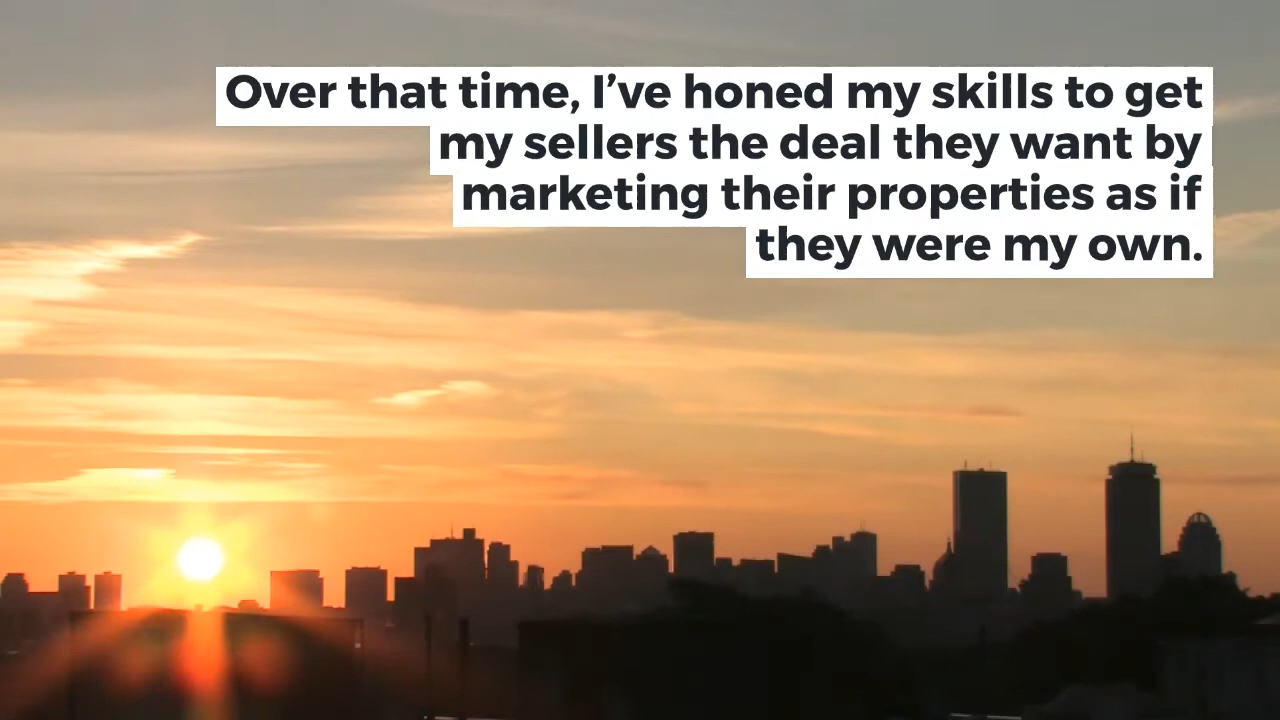 Over that time, I’ve honed my skills to get
my sellers the deal they want by
marketing their properties as if
they were my own.